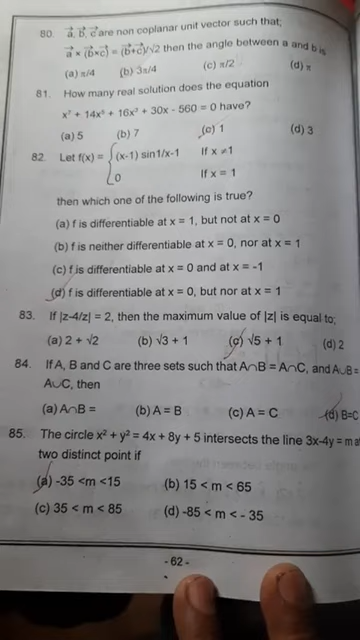 80. a⃗, b⃗, c⃗ are non coplanar unit vector such that;
a⃗ × (b⃗×c⃗) = (b⃗+c⃗)/√2 then the angle between a and b is
(a) π/4 (b) 3π/4 (c) π/2 (d) π
81. How many real solution does the equation
x⁷ + 14x⁵ + 16x³ + 30x - 560 = 0 have?
(a) 5 (b) 7 (c) 1 (d) 3
82. Let f(x) = { (x-1) sin1/x-1 If x ≠1
0 If x = 1
then which one of the following is true?
(a) f is differentiable at x = 1, but not at x = 0
(b) f is neither differentiable at x = 0, nor at x = 1
(c) f is differentiable at x = 0 and at x = -1
(d) f is differentiable at x = 0, but nor at x = 1
83. If |z-4/z| = 2, then the maximum value of |z| is equal to;
(a) 2 + √2 (b) √3 + 1 (c) √5 + 1 (d) 2
84. If A, B and C are three sets such that A∩B = A∩C, and A∪B =
A∪C, then
(a) A∩B = (b) A = B (c) A = C (d) B=C
85. The circle x² + y² = 4x + 8y + 5 intersects the line 3x-4y = m at
two distinct point if
(a) -35 <m <15 (b) 15 < m < 65
(c) 35 < m < 85 (d) -85 < m < - 35
- 62 -